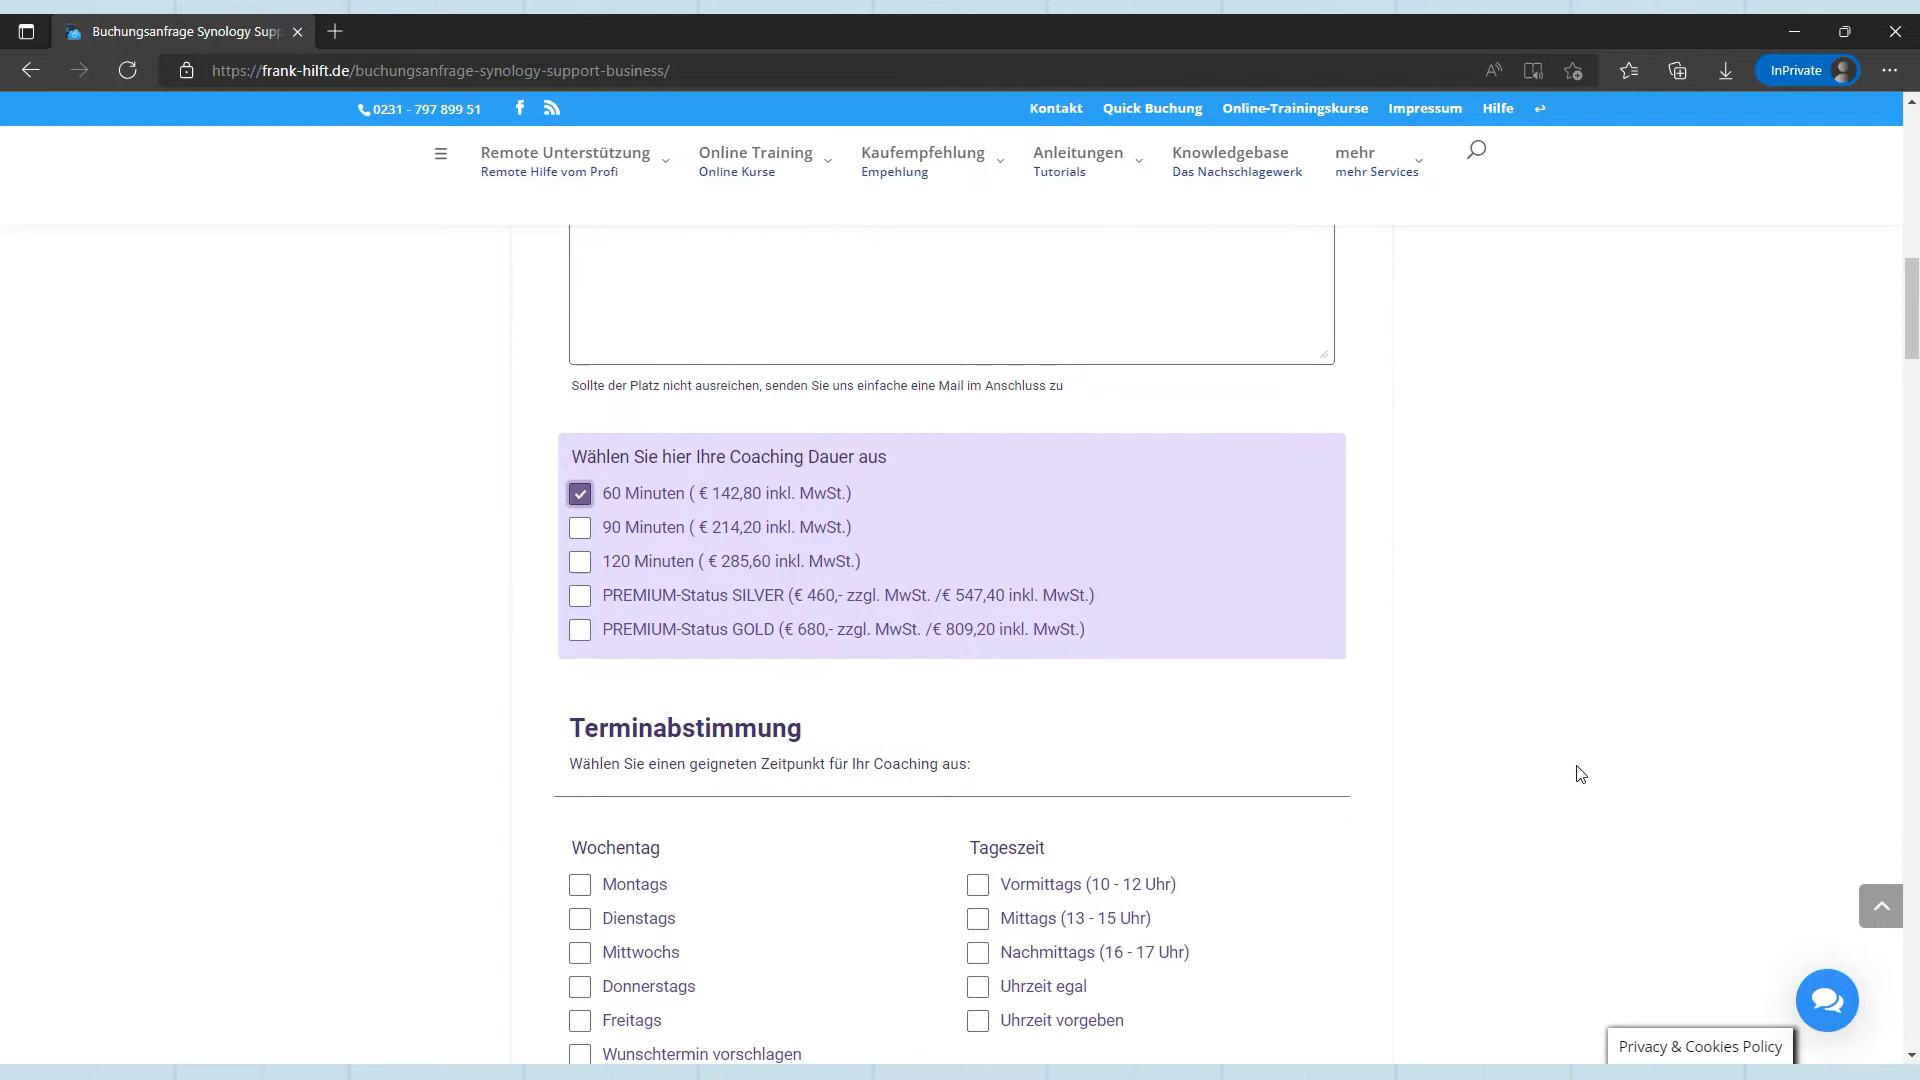 Buchungsanfrage Synology Supp
https://frank-hilft.de/buchungsanfrage-synology-support-business/
InPrivate
0231 - 797 899 51
Kontakt
Quick Buchung
Online-Trainingskurse
Impressum
Hilfe
Remote Unterstützung
Remote Hilfe vom Profi
Online Training
Online Kurse
Kaufempfehlung
Empehlung
Anleitungen
Tutorials
Knowledgebase
Das Nachschlagewerk
mehr
mehr Services
Sollte der Platz nicht ausreichen, senden Sie uns einfache eine Mail im Anschluss zu
Wählen Sie hier Ihre Coaching Dauer aus
60 Minuten ( € 142,80 inkl. MwSt.)
90 Minuten ( € 214,20 inkl. MwSt.)
120 Minuten ( € 285,60 inkl. MwSt.)
PREMIUM-Status SILVER (€ 460,- zzgl. MwSt. /€ 547,40 inkl. MwSt.)
PREMIUM-Status GOLD (€ 680,- zzgl. MwSt. /€ 809,20 inkl. MwSt.)
Terminabstimmung
Wählen Sie einen geigneten Zeitpunkt für Ihr Coaching aus:
Wochentag
Montags
Dienstags
Mittwochs
Donnerstags
Freitags
Wunschtermin vorschlagen
Tageszeit
Vormittags (10 - 12 Uhr)
Mittags (13 - 15 Uhr)
Nachmittags (16 - 17 Uhr)
Uhrzeit egal
Uhrzeit vorgeben
Privacy & Cookies Policy